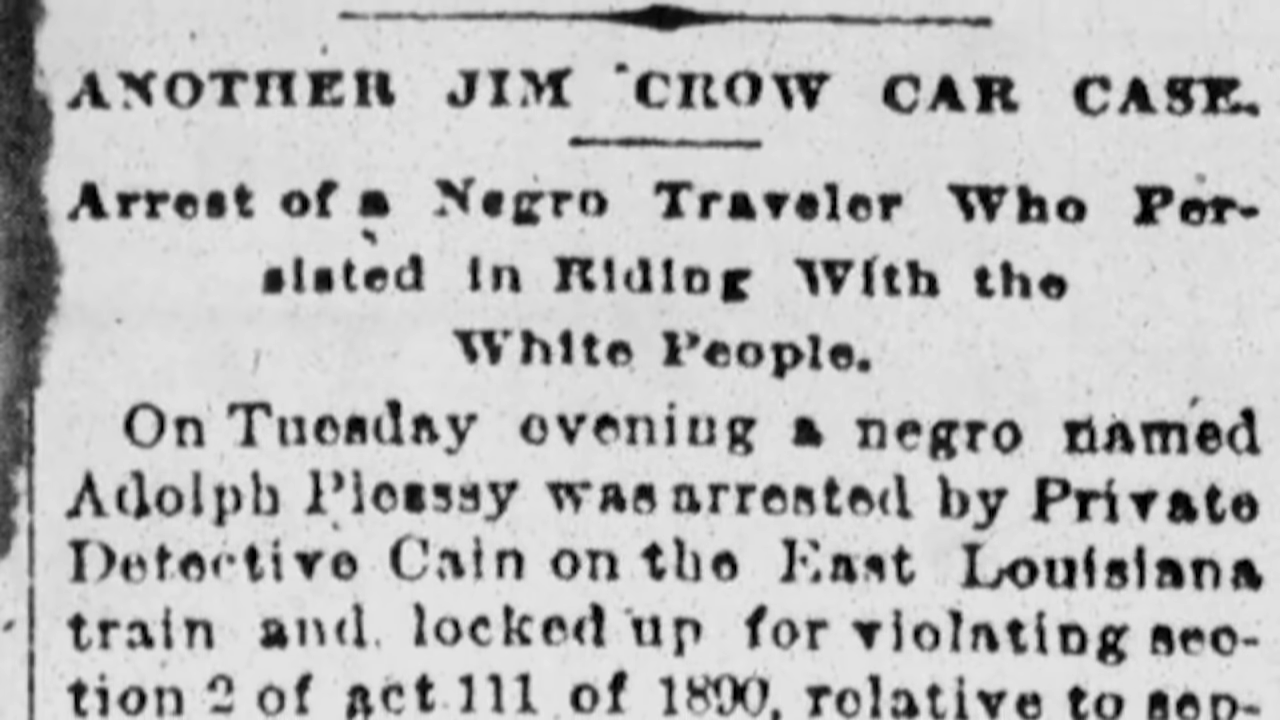 ANOTHER JIM CROW CAR CASE.
Arrest of a Negro Traveler Who Per-
sisted in Riding With the
White People.
On Tuesday evening a negro named
Adolph Plesssy was arrested by Private
Detective Cain on the East Louisiana
train and locked up for violating sec-
tion 2 of act 111 of 1890, relative to sep-